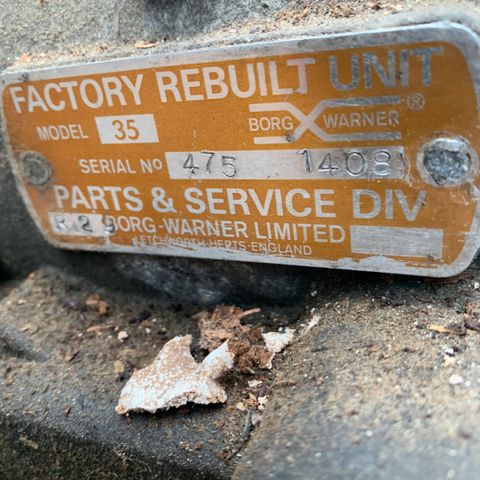 FACTORY REBUILT UNIT
MODEL 35 BORG WARNER ®
SERIAL Nº 475 1408
PARTS & SERVICE DIV
R29 BORG-WARNER LIMITED
LETCHWORTH·HERTS·ENGLAND